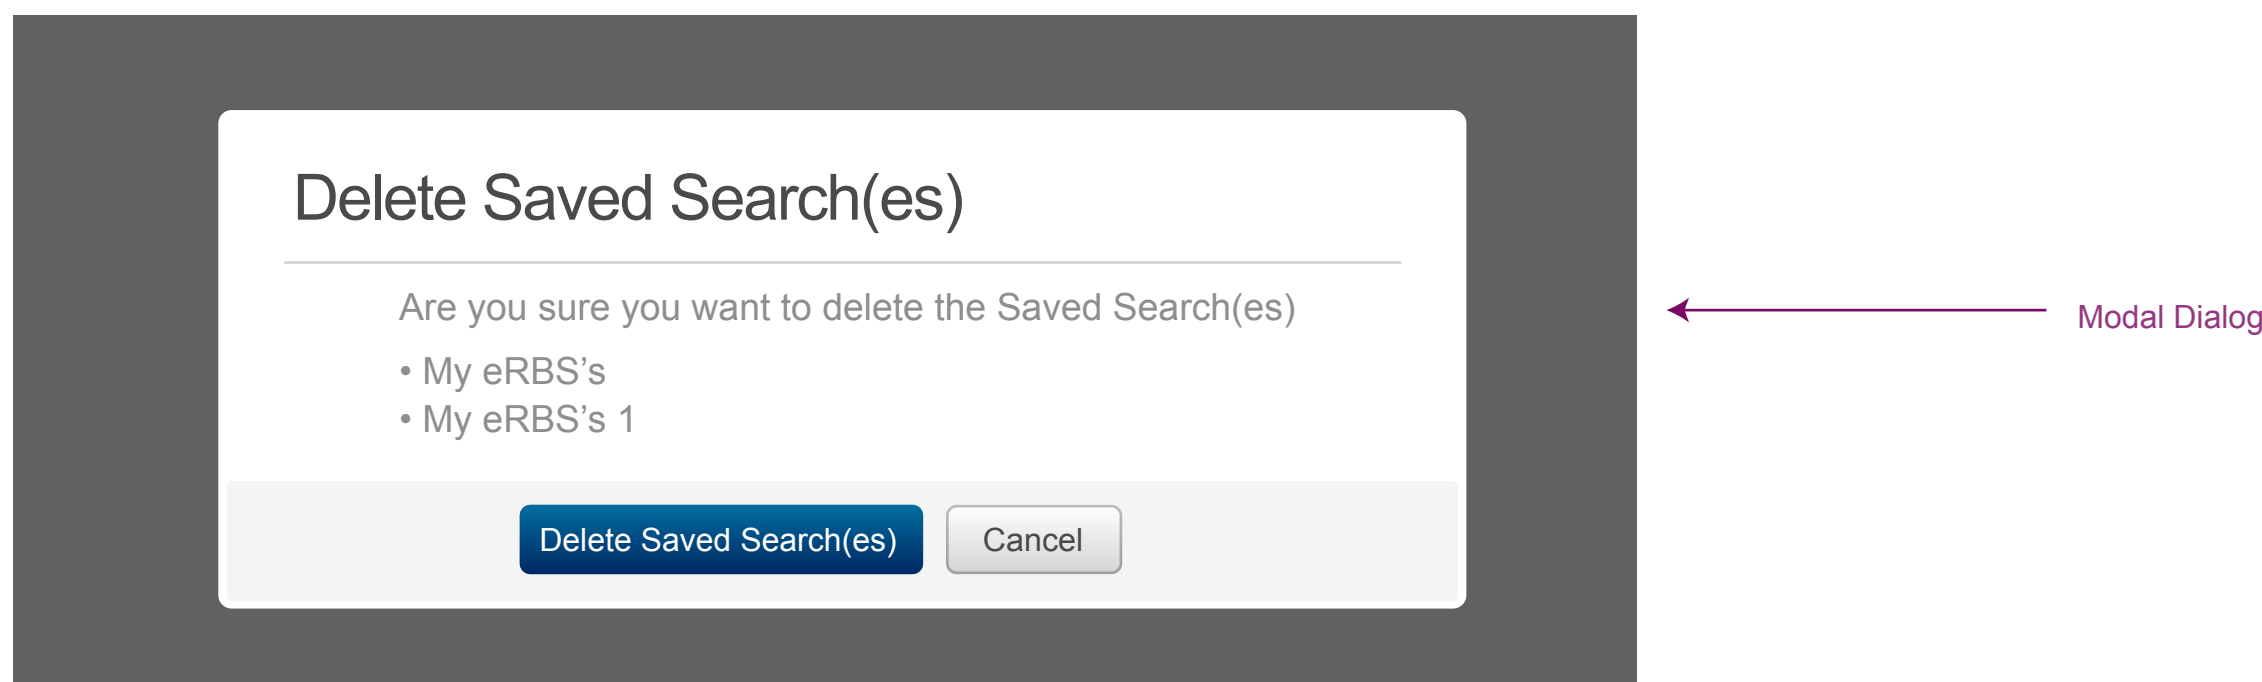 Delete Saved Search(es)
Are you sure you want to delete the Saved Search(es)
• My eRBS’s
• My eRBS’s 1
Delete Saved Search(es)
Cancel
Modal Dialog